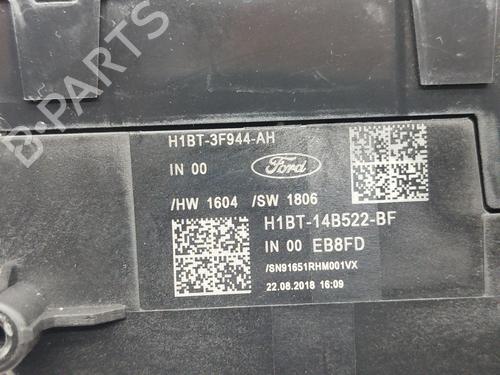 H1BT-3F944-AH
IN 00
Ford
/HW 1604 /SW 1806
H1BT-14B522-BF
IN 00 EB8FD
/SN91651RHM001VX
22.08.2018 16:09
B-PARTS